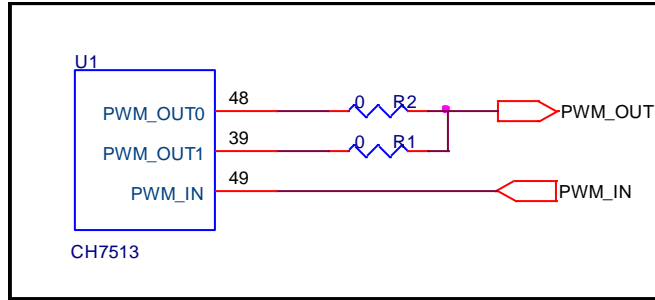 U1
48
0 R2
PWM_OUT0
PWM_OUT
39
0 R1
PWM_OUT1
49
PWM_IN
PWM_IN
CH7513